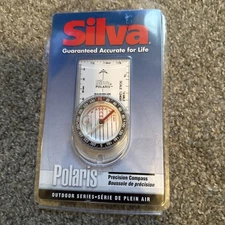 Silva
Guaranteed Accurate for Life
POLARIS
Polaris
Precision Compass
Boussole de précision
OUTDOOR SERIES•SÉRIE DE PLEIN AIR